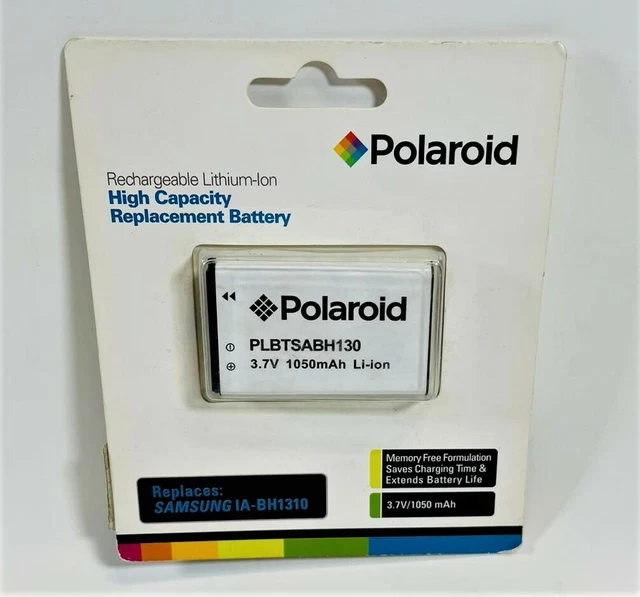 Polaroid
Rechargeable Lithium-Ion
High Capacity
Replacement Battery
Polaroid
PLBTSABH130
3.7V 1050mAh Li-ion
Memory Free Formulation
Saves Charging Time &
Extends Battery Life
3.7V/1050 mAh
Replaces:
SAMSUNG IA-BH1310